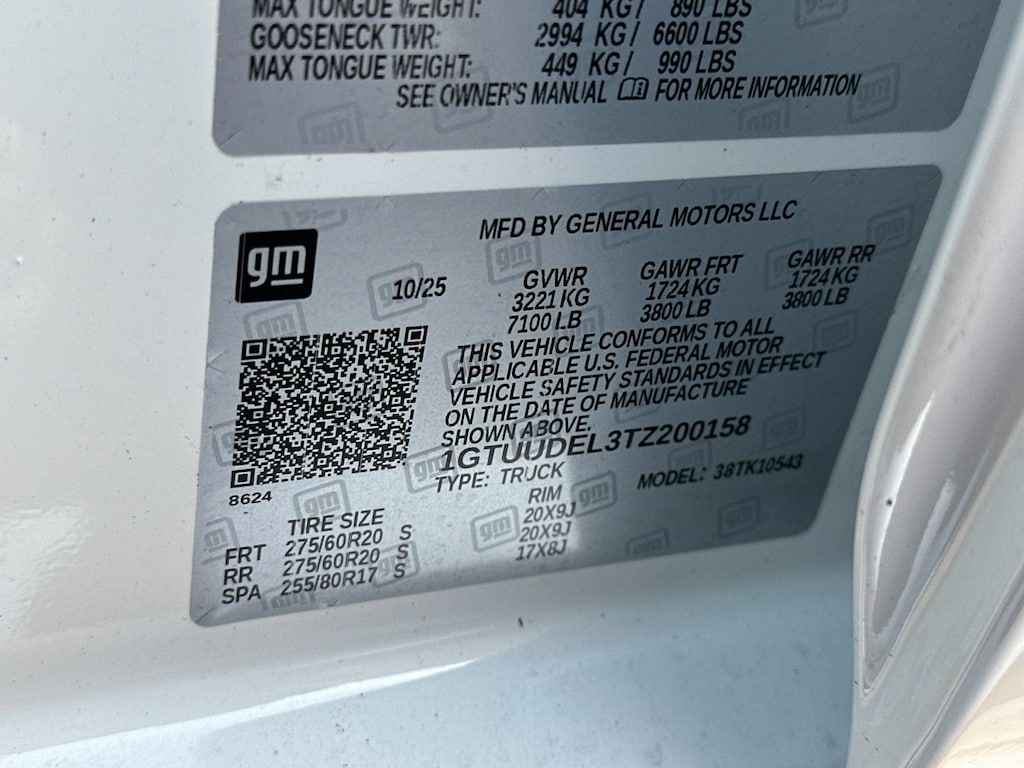 MAX TONGUE WEIGHT: 404 KG/ 890 LBS
GOOSENECK TWR: 2994 KG/ 6600 LBS
MAX TONGUE WEIGHT: 449 KG/ 990 LBS
SEE OWNER'S MANUAL FOR MORE INFORMATION
gm
MFD BY GENERAL MOTORS LLC
10/25 GVWR GAWR FRT GAWR RR
3221 KG 1724 KG 1724 KG
7100 LB 3800 LB 3800 LB
THIS VEHICLE CONFORMS TO ALL
APPLICABLE U.S. FEDERAL MOTOR
VEHICLE SAFETY STANDARDS IN EFFECT
ON THE DATE OF MANUFACTURE
SHOWN ABOVE.
1GTUUDEL3TZ200158
TYPE: TRUCK MODEL: 38TK10543
8624
TIRE SIZE RIM
FRT 275/60R20 S 20X9J
RR 275/60R20 S 20X9J
SPA 255/80R17 S 17X8J